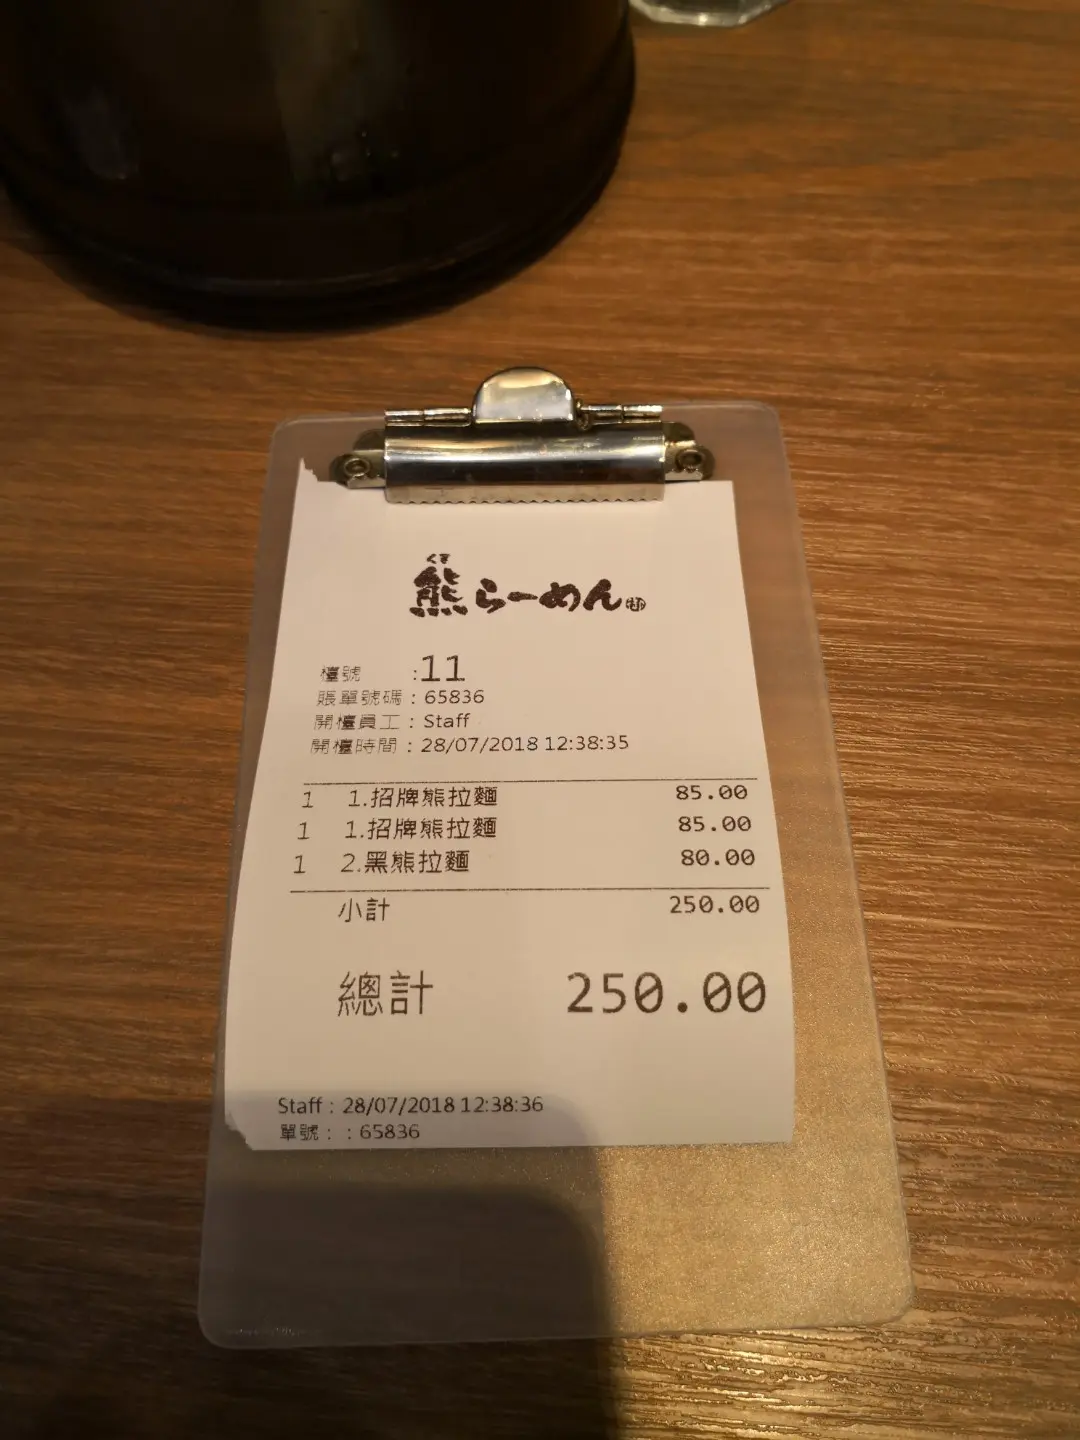 くま
熊らーめん
檯號 :11
賬單號碼 : 65836
開檯員工 : Staff
開檯時間 : 28/07/2018 12:38:35
1 1.招牌熊拉麵 85.00
1 1.招牌熊拉麵 85.00
1 2.黑熊拉麵 80.00
小計 250.00
總計 250.00
Staff : 28/07/2018 12:38:36
單號: : 65836